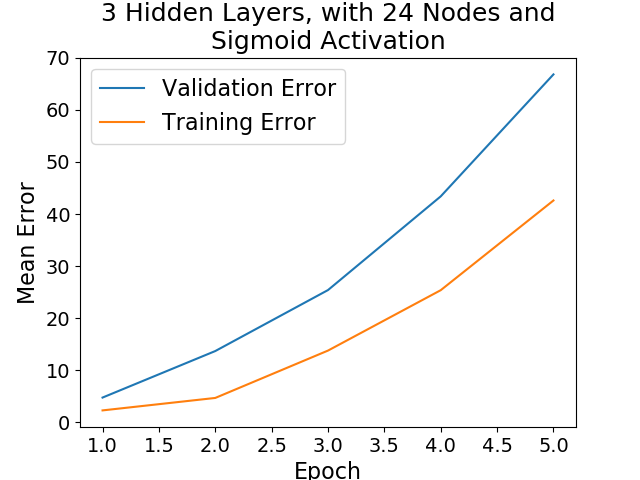 3 Hidden Layers, with 24 Nodes and
Sigmoid Activation
70
60
50
40
30
20
10
0
Mean Error
Validation Error
Training Error
1.0 1.5 2.0 2.5 3.0 3.5 4.0 4.5 5.0
Epoch